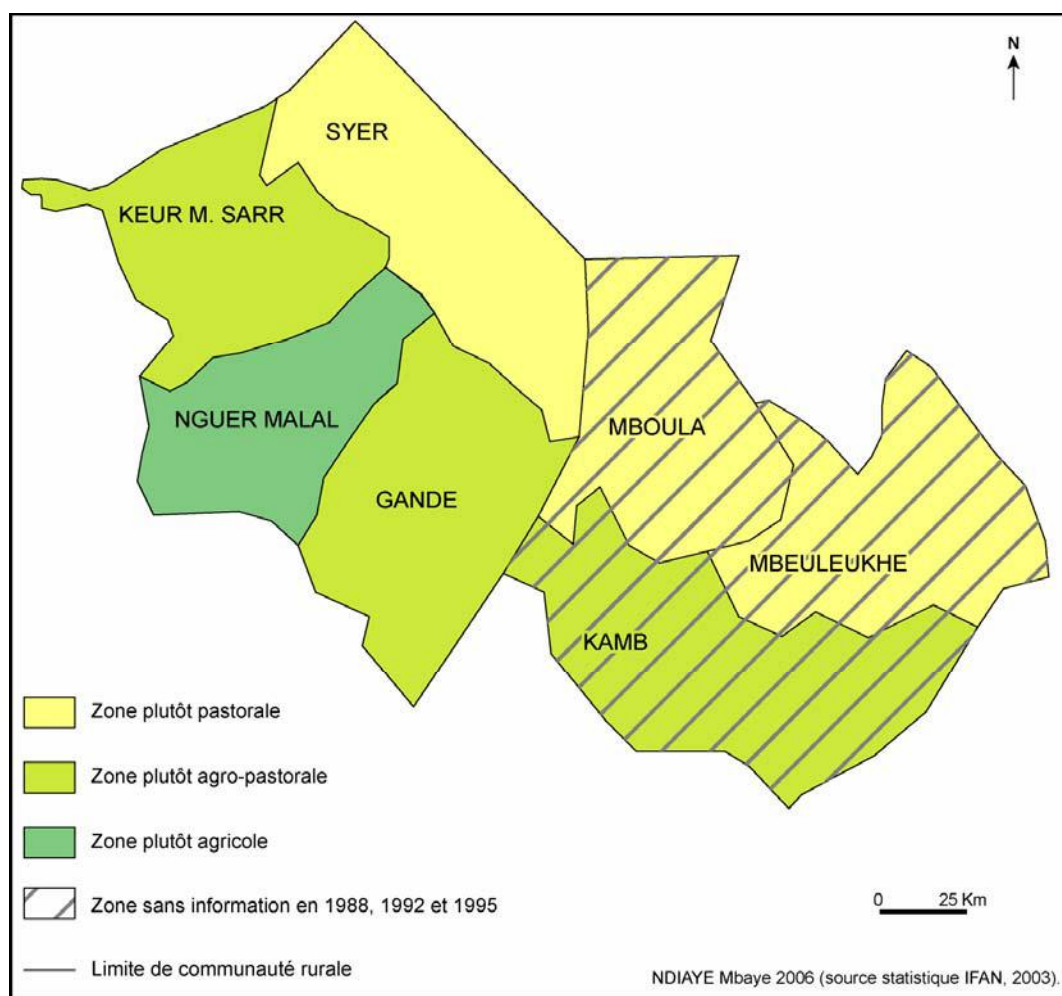 N
SYER
KEUR M. SARR
NGUER MALAL
MBOULA
GANDE
MBEULEUKHE
KAMB
Zone plutôt pastorale
Zone plutôt agro-pastorale
Zone plutôt agricole
Zone sans information en 1988, 1992 et 1995
0 25 Km
Limite de communauté rurale
NDIAYE Mbaye 2006 (source statistique IFAN, 2003).